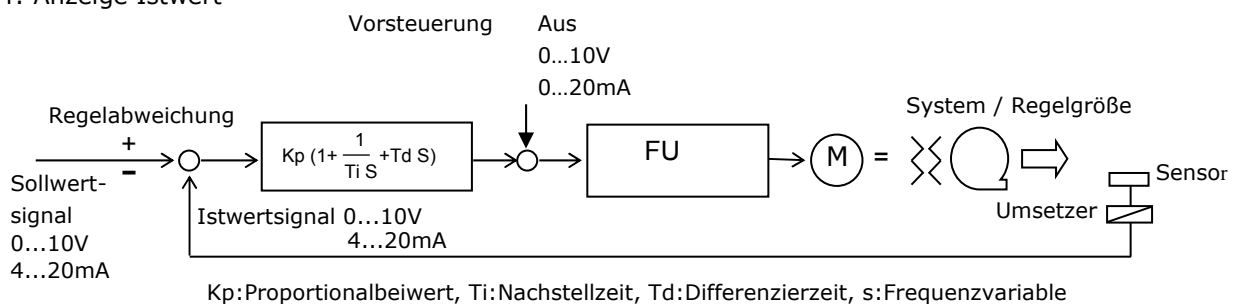 Anzeige Istwert
Vorsteuerung Aus
0...10V
0...20mA
Regelabweichung
System / Regelgröße
+
-
Kp (1+ 1/Ti S +Td S)
FU
M
=
Sensor
Sollwert-
signal
0...10V
4...20mA
Istwertsignal 0...10V
4...20mA
Umsetzer
Kp:Proportionalbeiwert, Ti:Nachstellzeit, Td:Differenzierzeit, s:Frequenzvariable